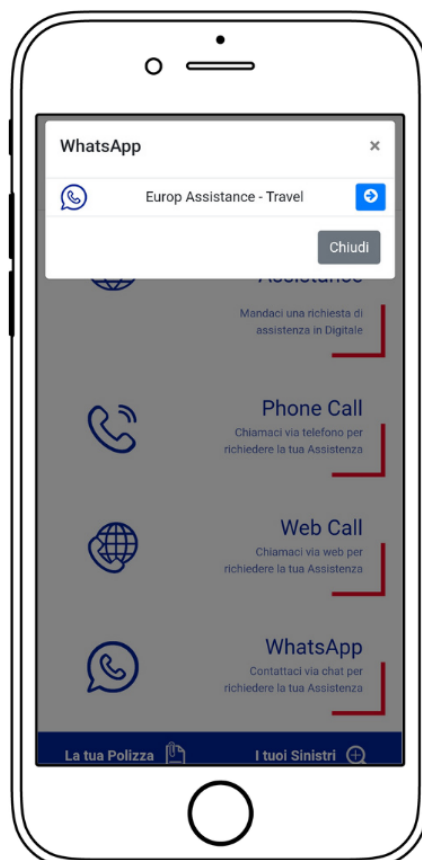 WhatsApp ×
Europ Assistance - Travel
Chiudi
Assistance
Mandaci una richiesta di
assistenza in Digitale
Phone Call
Chiamaci via telefono per
richiedere la tua Assistenza
Web Call
Chiamaci via web per
richiedere la tua Assistenza
WhatsApp
Contattaci via chat per
richiedere la tua Assistenza
La tua Polizza
I tuoi Sinistri